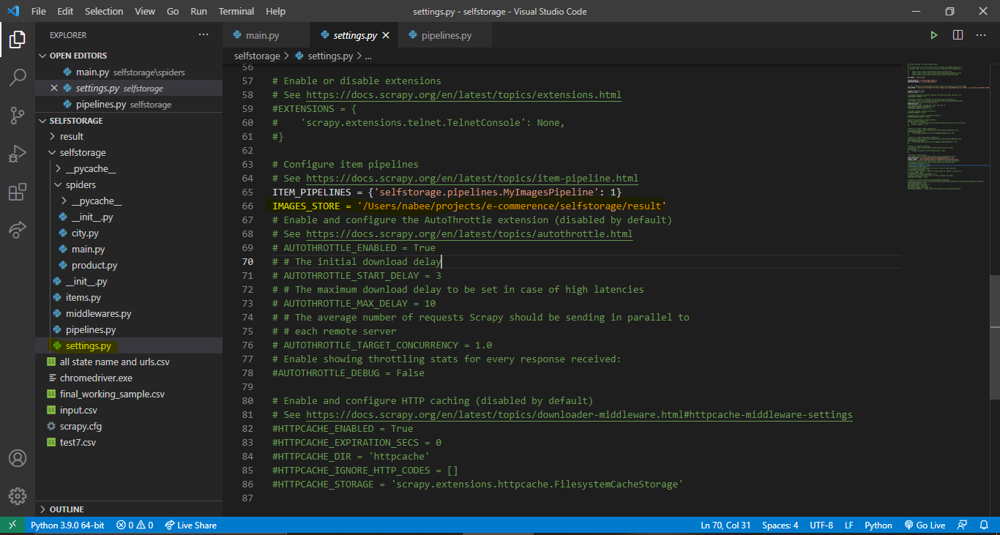 File Edit Selection View Go Run Terminal Help
settings.py - selfstorage - Visual Studio Code
EXPLORER
OPEN EDITORS
main.py selfstorage\spiders
settings.py selfstorage
pipelines.py selfstorage
SELFSTORAGE
result
selfstorage
__pycache__
spiders
__pycache__
__init__.py
city.py
main.py
product.py
__init__.py
items.py
middlewares.py
pipelines.py
settings.py
all state name and urls.csv
chromedriver.exe
final_working_sample.csv
input.csv
scrapy.cfg
test7.csv
OUTLINE
main.py settings.py pipelines.py
selfstorage > settings.py > ...
56
57 # Enable or disable extensions
58 # See https://docs.scrapy.org/en/latest/topics/extensions.html
59 #EXTENSIONS = {
60 #    'scrapy.extensions.telnet.TelnetConsole': None,
61 #}
62
63 # Configure item pipelines
64 # See https://docs.scrapy.org/en/latest/topics/item-pipeline.html
65 ITEM_PIPELINES = {'selfstorage.pipelines.MyImagesPipeline': 1}
66 IMAGES_STORE = '/Users/nabee/projects/e-commerence/selfstorage/result'
67 # Enable and configure the AutoThrottle extension (disabled by default)
68 # See https://docs.scrapy.org/en/latest/topics/autothrottle.html
69 # AUTOTHROTTLE_ENABLED = True
70 # # The initial download delay
71 # AUTOTHROTTLE_START_DELAY = 3
72 # # The maximum download delay to be set in case of high latencies
73 # AUTOTHROTTLE_MAX_DELAY = 10
74 # # The average number of requests Scrapy should be sending in parallel to
75 # # each remote server
76 # AUTOTHROTTLE_TARGET_CONCURRENCY = 1.0
77 # Enable showing throttling stats for every response received:
78 #AUTOTHROTTLE_DEBUG = False
79
80 # Enable and configure HTTP caching (disabled by default)
81 # See https://docs.scrapy.org/en/latest/topics/downloader-middleware.html#httpcache-middleware-settings
82 #HTTPCACHE_ENABLED = True
83 #HTTPCACHE_EXPIRATION_SECS = 0
84 #HTTPCACHE_DIR = 'httpcache'
85 #HTTPCACHE_IGNORE_HTTP_CODES = []
86 #HTTPCACHE_STORAGE = 'scrapy.extensions.httpcache.FilesystemCacheStorage'
87
Python 3.9.0 64-bit 0 0 Live Share Ln 70, Col 31 Spaces: 4 UTF-8 LF Python Go Live